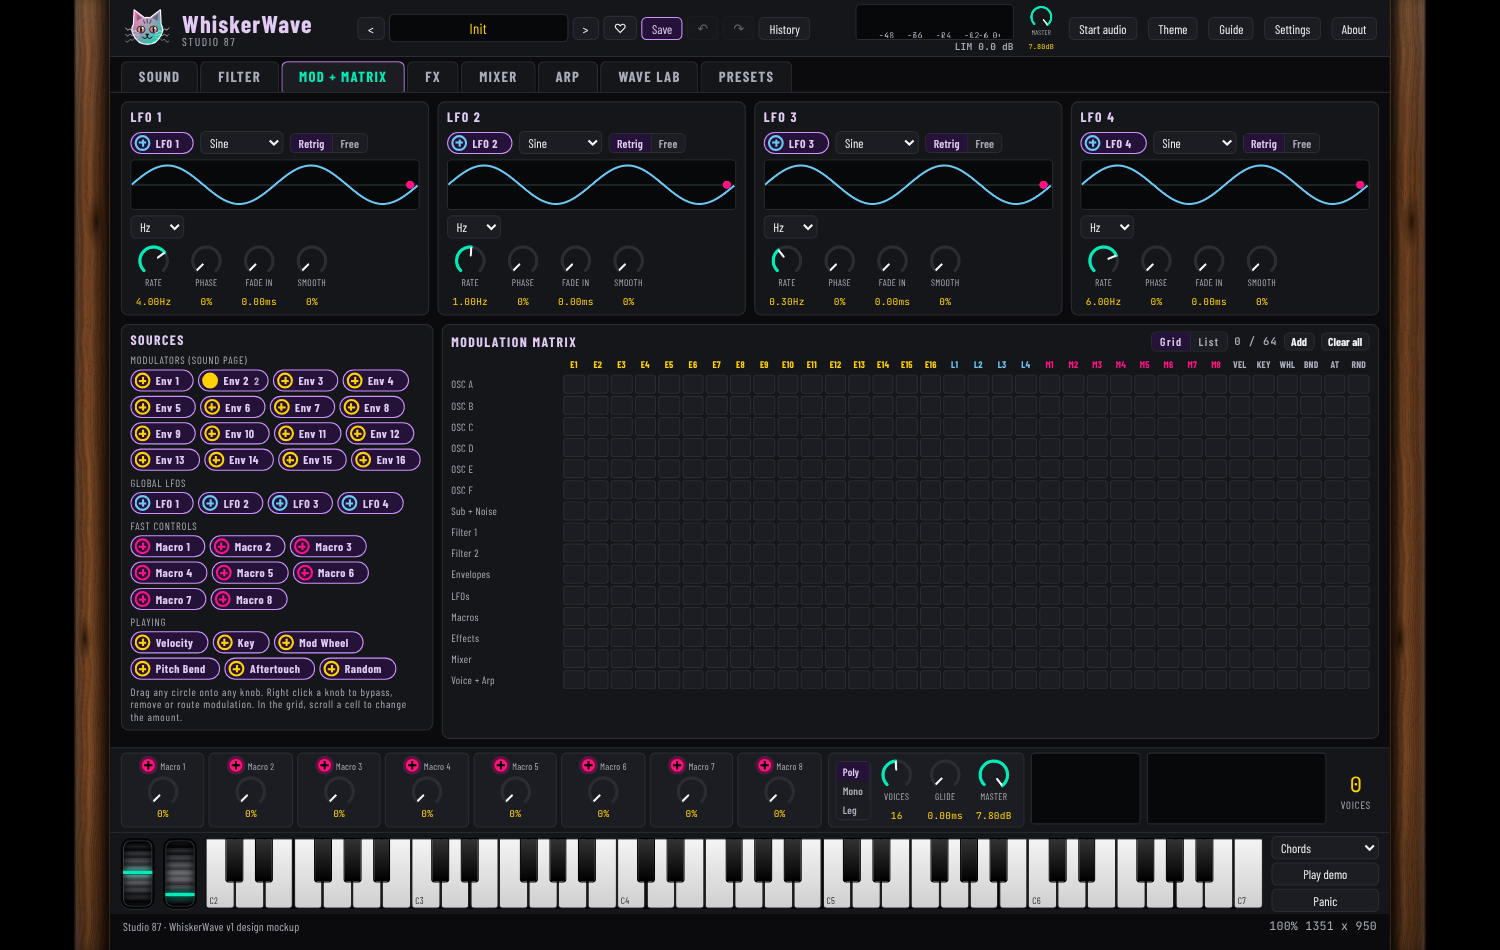 WhiskerWave
STUDIO 87
<
Init
>
Save
History
LIM 0.0 dB
MASTER
7.80dB
Start audio
Theme
Guide
Settings
About
SOUND
FILTER
MOD + MATRIX
FX
MIXER
ARP
WAVE LAB
PRESETS
LFO 1
LFO 1 Sine Retrig Free
Hz
RATE PHASE FADE IN SMOOTH
4.00Hz 0% 0.00ms 0%
LFO 2
LFO 2 Sine Retrig Free
Hz
RATE PHASE FADE IN SMOOTH
1.00Hz 0% 0.00ms 0%
LFO 3
LFO 3 Sine Retrig Free
Hz
RATE PHASE FADE IN SMOOTH
0.30Hz 0% 0.00ms 0%
LFO 4
LFO 4 Sine Retrig Free
Hz
RATE PHASE FADE IN SMOOTH
6.00Hz 0% 0.00ms 0%
SOURCES
MODULATORS (SOUND PAGE)
Env 1 Env 2 2 Env 3 Env 4
Env 5 Env 6 Env 7 Env 8
Env 9 Env 10 Env 11 Env 12
Env 13 Env 14 Env 15 Env 16
GLOBAL LFOS
LFO 1 LFO 2 LFO 3 LFO 4
FAST CONTROLS
Macro 1 Macro 2 Macro 3
Macro 4 Macro 5 Macro 6
Macro 7 Macro 8
PLAYING
Velocity Key Mod Wheel
Pitch Bend Aftertouch Random
Drag any circle onto any knob. Right click a knob to bypass,
remove or route modulation. In the grid, scroll a cell to change
the amount.
MODULATION MATRIX
Grid List 0 / 64 Add Clear all
E1 E2 E3 E4 E5 E6 E7 E8 E9 E10 E11 E12 E13 E14 E15 E16 L1 L2 L3 L4 M1 M2 M3 M4 M5 M6 M7 M8 VEL KEY WHL BND AT RND
OSC A
OSC B
OSC C
OSC D
OSC E
OSC F
Sub + Noise
Filter 1
Filter 2
Envelopes
LFOs
Macros
Effects
Mixer
Voice + Arp
Macro 1 Macro 2 Macro 3 Macro 4 Macro 5 Macro 6 Macro 7 Macro 8
0% 0% 0% 0% 0% 0% 0% 0%
Poly
Mono
Leg
VOICES GLIDE MASTER
16 0.00ms 7.80dB
0
VOICES
C2 C3 C4 C5 C6 C7
Chords
Play demo
Panic
Studio 87 · WhiskerWave v1 design mockup
100% 1351 x 950